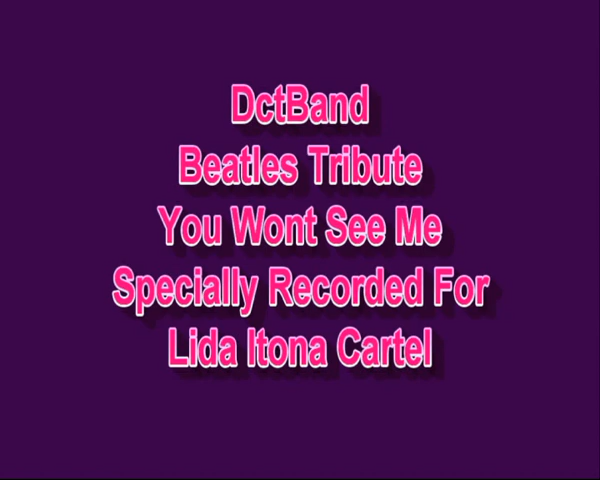 DctBand
Beatles Tribute
You Wont See Me
Specially Recorded For
Lida Itona Cartel